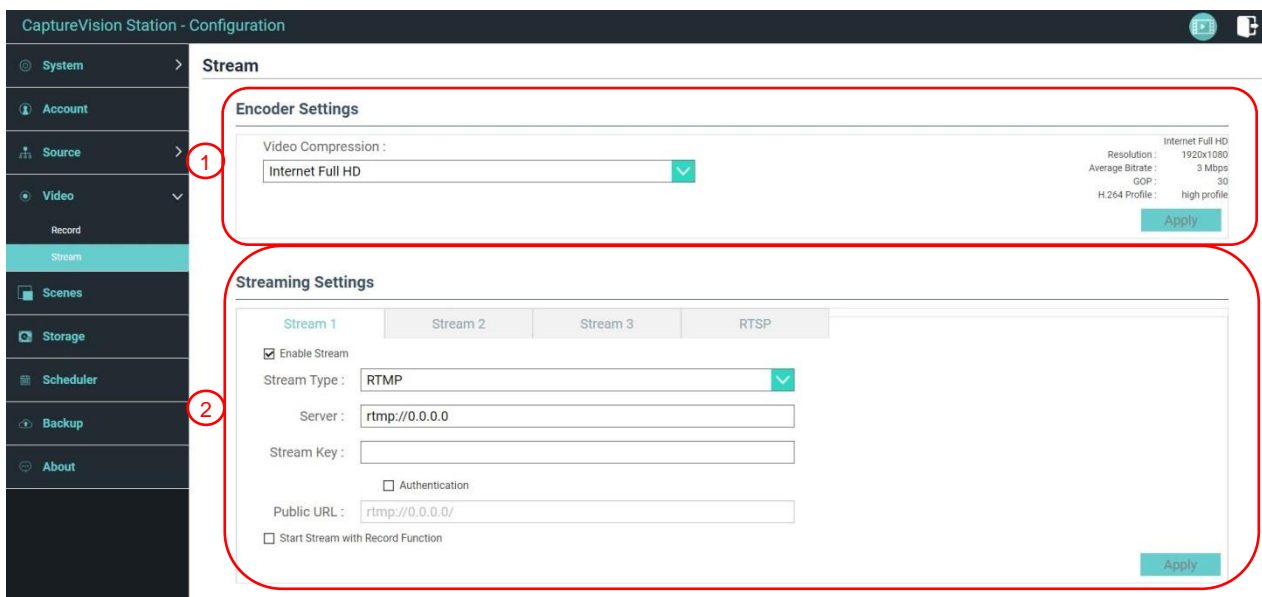 CaptureVision Station - Configuration
System
Account
Source
Video
Record
Stream
Scenes
Storage
Scheduler
Backup
About
Stream
1
Encoder Settings
Video Compression :
Internet Full HD
Internet Full HD
Resolution : 1920x1080
Average Bitrate : 3 Mbps
GOP : 30
H.264 Profile : high profile
Apply
2
Streaming Settings
Stream 1 Stream 2 Stream 3 RTSP
Enable Stream
Stream Type : RTMP
Server : rtmp://0.0.0.0
Stream Key :
Authentication
Public URL : rtmp://0.0.0.0/
Start Stream with Record Function
Apply